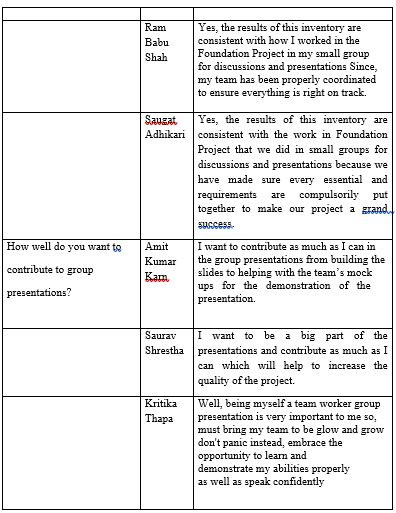 Ram
Babu
Shah
Yes, the results of this inventory are
consistent with how I worked in the
Foundation Project in my small group
for discussions and presentations Since,
my team has been properly coordinated
to ensure everything is right on track.
Saugat
Adhikari
Yes, the results of this inventory are
consistent with the work in Foundation
Project that we did in small groups for
discussions and presentations because we
have made sure every essential and
requirements are compulsorily put
together to make our project a grand
success.
How well do you want to
contribute to group
presentations?
Amit
Kumar
Karn
I want to contribute as much as I can in
the group presentations from building the
slides to helping with the team’s mock
ups for the demonstration of the
presentation.
Saurav
Shrestha
I want to be a big part of the
presentations and contribute as much as I
can which will help to increase the
quality of the project.
Kritika
Thapa
Well, being myself a team worker group
presentation is very important to me so,
must bring my team to be glow and grow
don't panic instead, embrace the
opportunity to learn and
demonstrate my abilities properly
as well as speak confidently